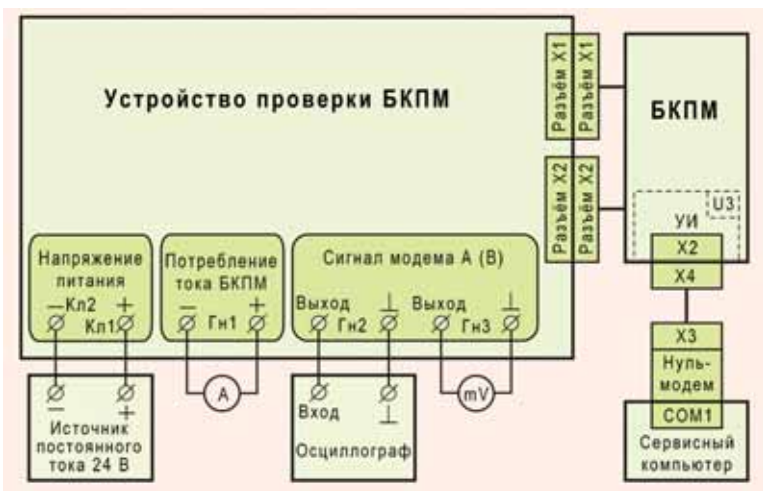 Устройство проверки БКПМ
Разъём X1
Разъём X1
БКПМ
Разъём X2
Разъём X2
U3
УИ
X2
X4
Напряжение
питания
— Кл2 +
Кл1
Потребление
тока БКПМ
— Гн1 +
Сигнал модема А (В)
Выход ⊥ Выход ⊥
Гн2 Гн3
X3
Нуль-
модем
COM1
Сервисный
компьютер
— +
Источник
постоянного
тока 24 В
A
Вход ⊥
Осциллограф
mV